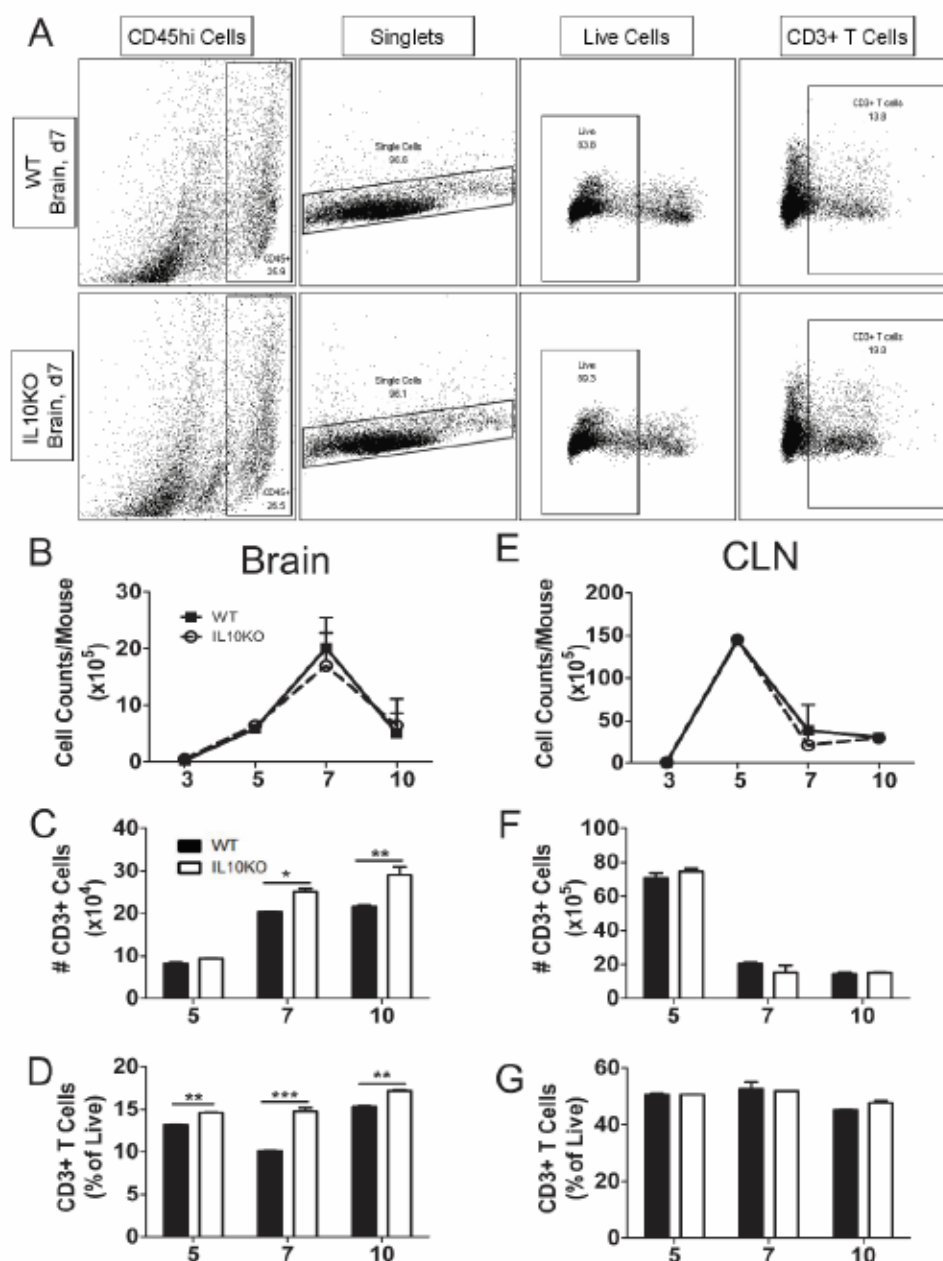 A
CD45hi Cells
Singlets
Live Cells
CD3+ T Cells
WT
Brain, d7
CD45+
Single Cells
Live
CD3+ T cells
IL10KO
Brain, d7
CD45+
26.5
Single Cells
Live
CD3+ T cells
B
Brain
Cell Counts/Mouse
(x10⁵)
30
20
10
0
WT
IL10KO
3
5
7
10
E
CLN
Cell Counts/Mouse
(x10⁵)
200
150
100
50
0
3
5
7
10
C
# CD3+ Cells
(x10⁴)
40
30
20
10
0
WT
IL10KO
*
**
5
7
10
F
# CD3+ Cells
(x10⁵)
100
80
60
40
20
0
5
7
10
D
CD3+ T Cells
(% of Live)
20
15
10
5
0
**
***
**
5
7
10
G
CD3+ T Cells
(% of Live)
60
40
20
0
5
7
10